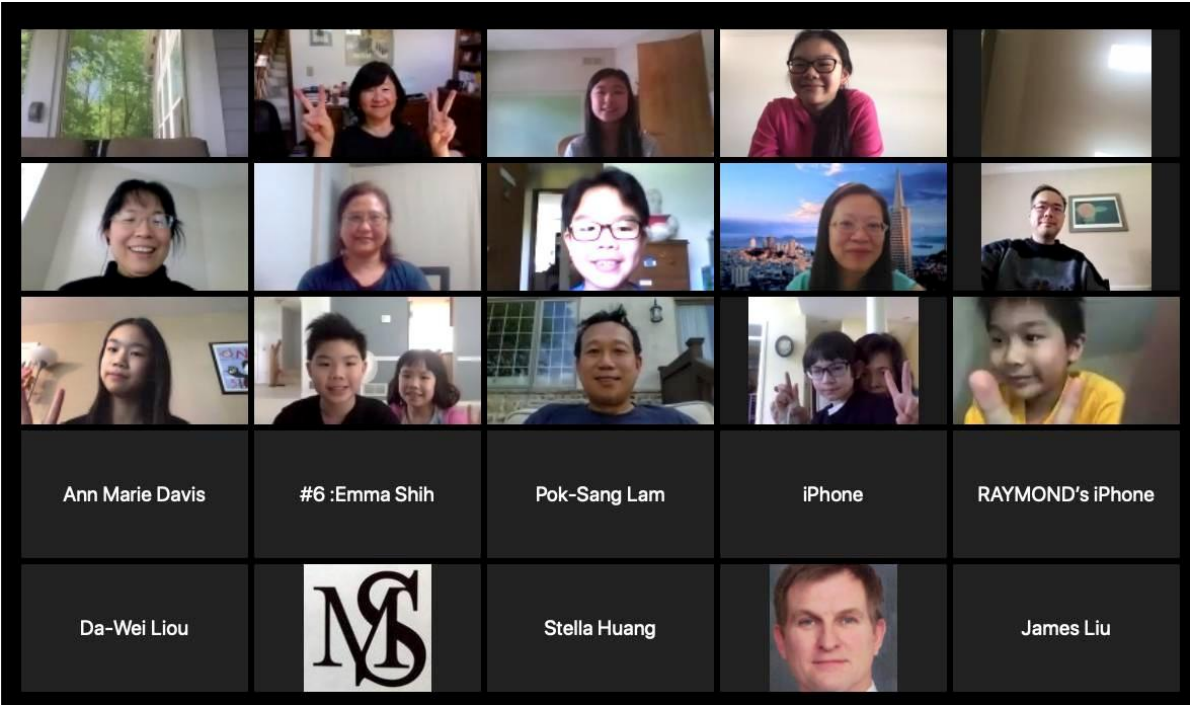 Ann Marie Davis
#6 :Emma Shih
Pok-Sang Lam
iPhone
RAYMOND’s iPhone
Da-Wei Liou
MS
Stella Huang
James Liu